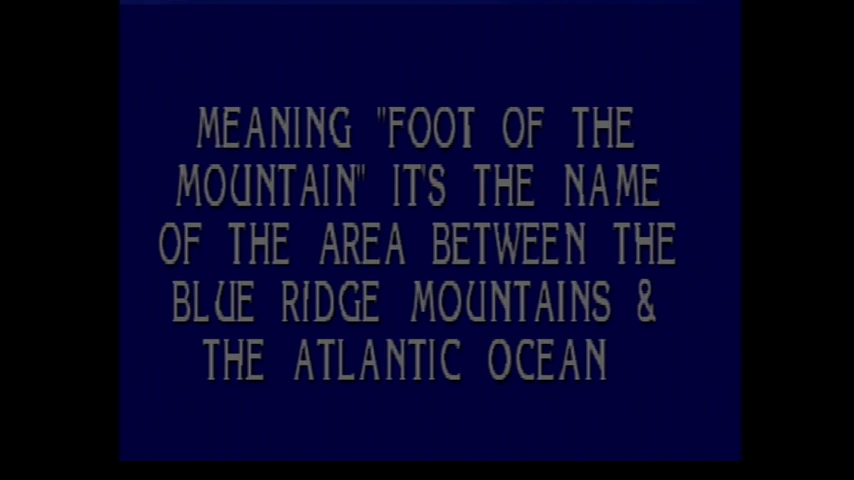 MEANING "FOOT OF THE
MOUNTAIN" IT'S THE NAME
OF THE AREA BETWEEN THE
BLUE RIDGE MOUNTAINS &
THE ATLANTIC OCEAN